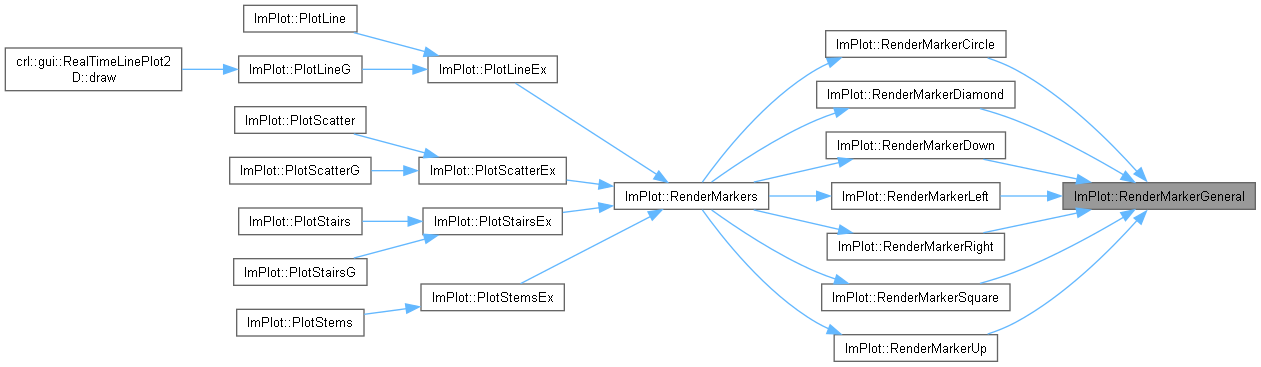 ImPlot::PlotLine
crl::gui::RealTimeLinePlot2
D::draw
ImPlot::PlotLineG
ImPlot::PlotLineEx
ImPlot::PlotScatter
ImPlot::PlotScatterG
ImPlot::PlotScatterEx
ImPlot::PlotStairs
ImPlot::PlotStairsG
ImPlot::PlotStairsEx
ImPlot::PlotStems
ImPlot::PlotStemsEx
ImPlot::RenderMarkers
ImPlot::RenderMarkerCircle
ImPlot::RenderMarkerDiamond
ImPlot::RenderMarkerDown
ImPlot::RenderMarkerLeft
ImPlot::RenderMarkerRight
ImPlot::RenderMarkerSquare
ImPlot::RenderMarkerUp
ImPlot::RenderMarkerGeneral